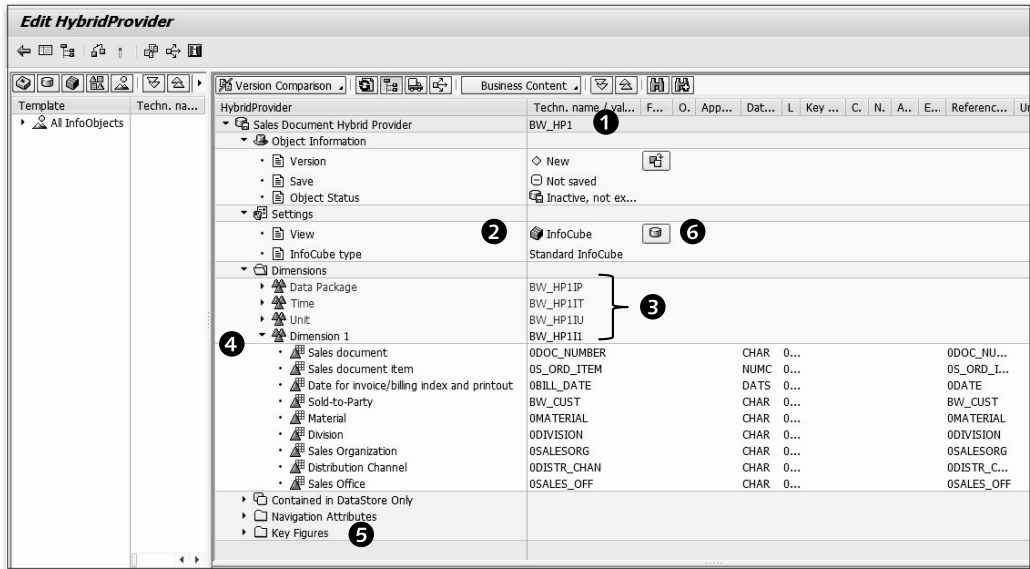 Edit HybridProvider
Version Comparison Business Content
Template Techn. na... HybridProvider Techn. name / val... F... O. App... Dat... L Key ... C. N. A.. E... Referenc... Un
All InfoObjects Sales Document Hybrid Provider BW_HP1 1
Object Information
Version New
Save Not saved
Object Status Inactive, not ex...
Settings
View 2 InfoCube 6
InfoCube type Standard InfoCube
Dimensions
Data Package BW_HP1IP
Time BW_HP1IT 3
Unit BW_HP1IU
4 Dimension 1 BW_HP1I1
Sales document 0DOC_NUMBER CHAR 0... 0DOC_NU...
Sales document item 0S_ORD_ITEM NUMC 0... 0S_ORD_I...
Date for invoice/billing index and printout 0BILL_DATE DATS 0... 0DATE
Sold-to-Party BW_CUST CHAR 0... BW_CUST
Material 0MATERIAL CHAR 0... 0MATERIAL
Division 0DIVISION CHAR 0... 0DIVISION
Sales Organization 0SALESORG CHAR 0... 0SALESORG
Distribution Channel 0DISTR_CHAN CHAR 0... 0DISTR_C...
Sales Office 0SALES_OFF CHAR 0... 0SALES_OFF
Contained in DataStore Only
Navigation Attributes
Key Figures 5